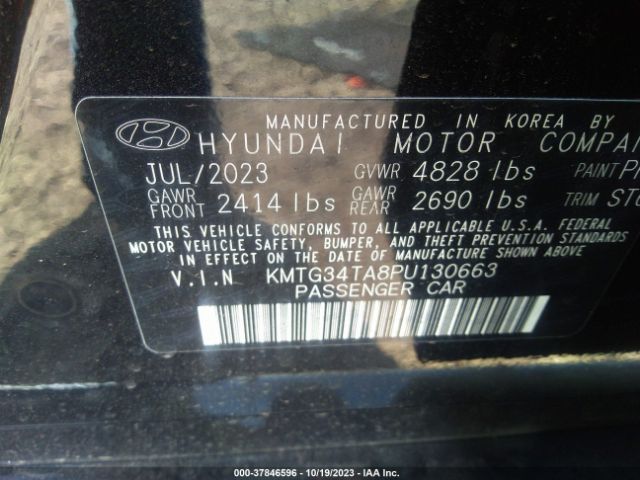 MANUFACTURED IN KOREA BY
HYUNDAI MOTOR
JUL/2023 GVWR 4828 lbs PAINT
GAWR FRONT 2414 lbs GAWR REAR 2690 lbs TRIM
THIS VEHICLE CONFORMS TO ALL APPLICABLE U.S.A. FEDERAL
MOTOR VEHICLE SAFETY, BUMPER, AND THEFT PREVENTION STANDARDS
IN EFFECT ON THE DATE OF MANUFACTURE SHOWN ABOVE
V.I.N KMTG34TA8PU130663
PASSENGER CAR
000-37846596 - 10/19/2023 - IAA Inc.